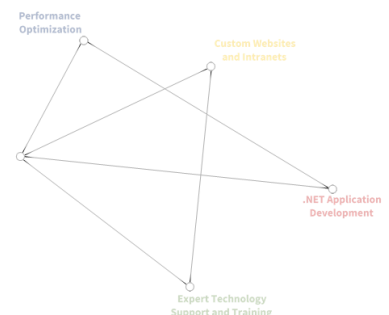 Performance
Optimization
Custom Websites
and Intranets
.NET Application
Development
Expert Technology
Support and Training